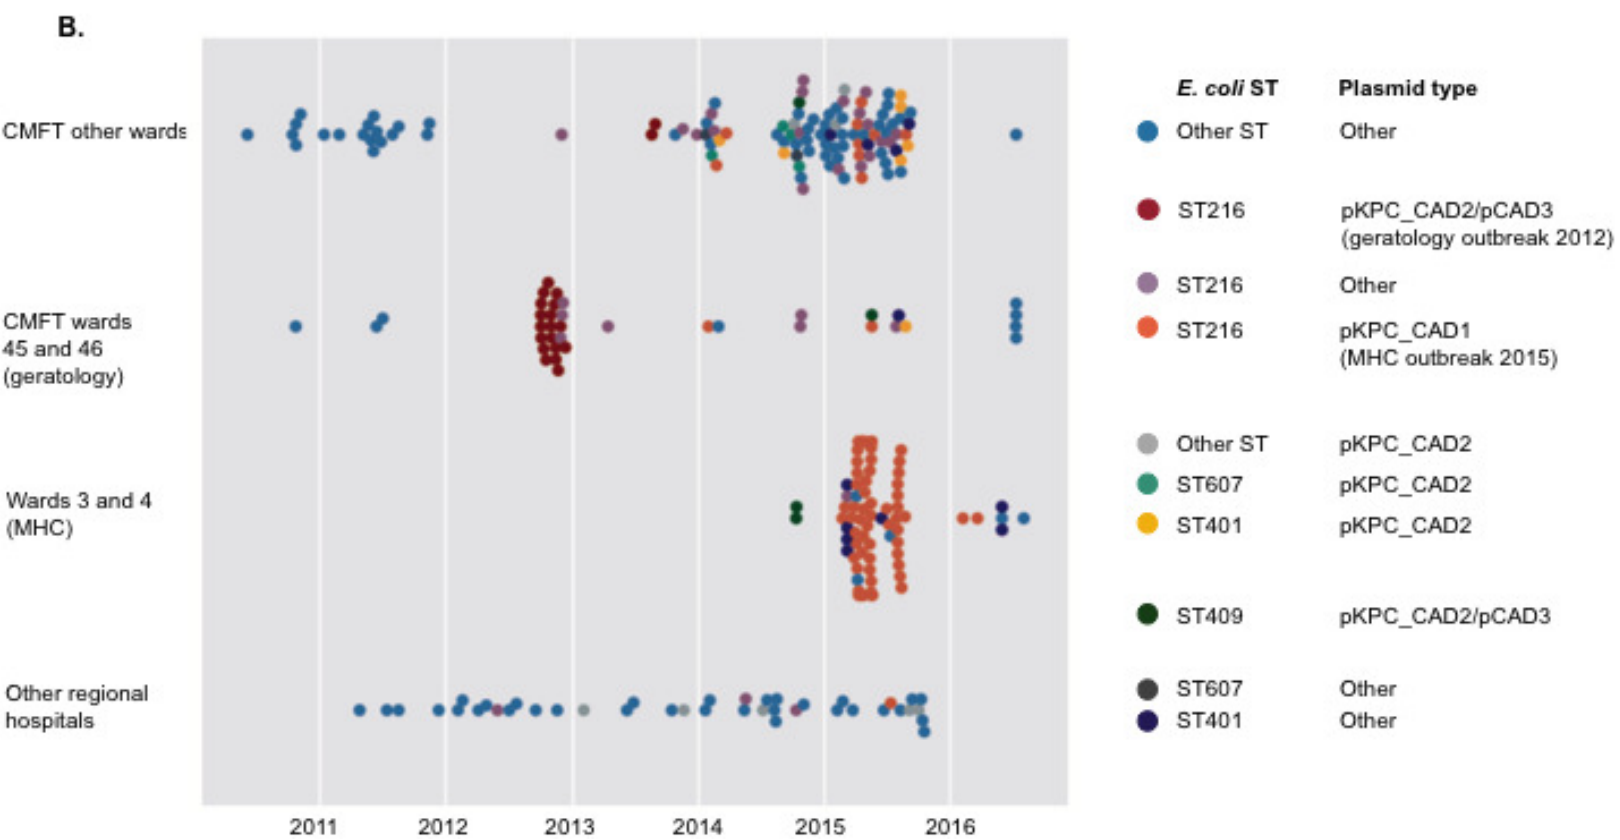 B.
E. coli ST Plasmid type
CMFT other wards
Other ST Other
ST216 pKPC_CAD2/pCAD3
(geratology outbreak 2012)
ST216 Other
CMFT wards
45 and 46
(geratology)
ST216 pKPC_CAD1
(MHC outbreak 2015)
Other ST pKPC_CAD2
ST607 pKPC_CAD2
Wards 3 and 4
(MHC)
ST401 pKPC_CAD2
ST409 pKPC_CAD2/pCAD3
Other regional
hospitals
ST607 Other
ST401 Other
2011 2012 2013 2014 2015 2016